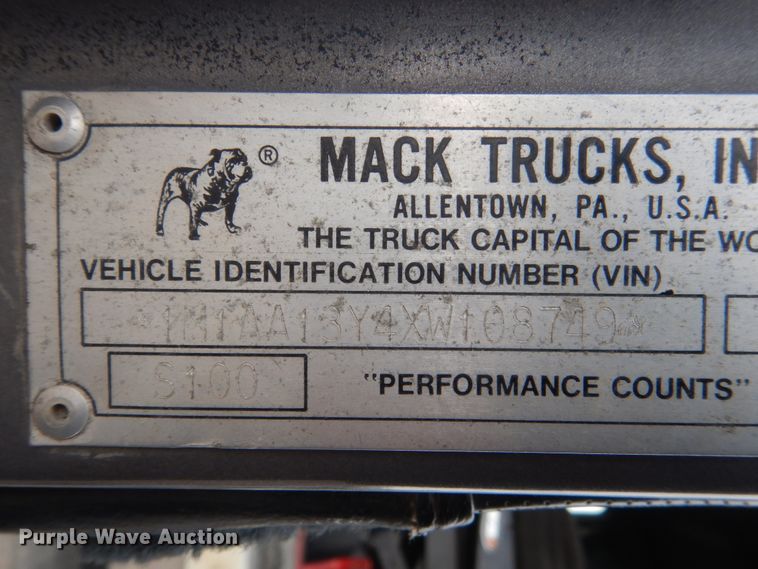 ® MACK TRUCKS, IN
ALLENTOWN, PA., U.S.A.
THE TRUCK CAPITAL OF THE WO
VEHICLE IDENTIFICATION NUMBER (VIN)
*1M1AA13Y4XW108749*
S100
"PERFORMANCE COUNTS"
Purple Wave Auction